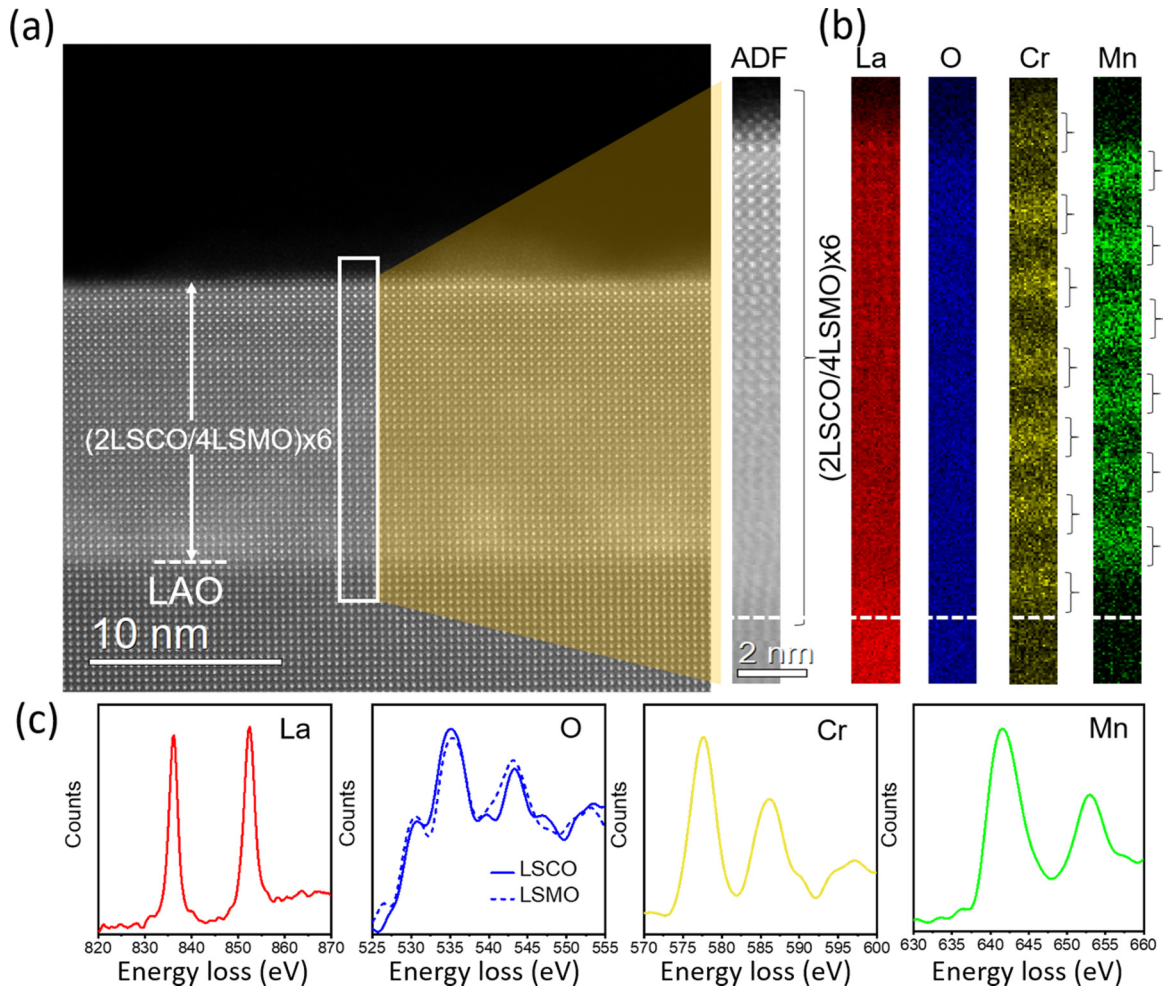 (a)
(b)
ADF
La
O
Cr
Mn
(2LSCO/4LSMO)x6
(2LSCO/4LSMO)x6
LAO
10 nm
2 nm
(c)
La
O
Cr
Mn
Counts
Counts
Counts
Counts
LSCO
LSMO
820 830 840 850 860 870
525 535 545 555
570 575 580 585 590 595 600
630 635 640 645 650 655 660
Energy loss (eV)
Energy loss (eV)
Energy loss (eV)
Energy loss (eV)